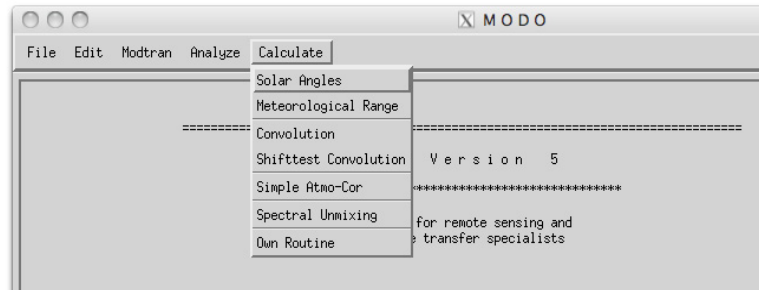 X MODO
File Edit Modtran Analyze Calculate
Solar Angles
Meteorological Range
Convolution
Shifttest Convolution
Simple Atmo-Cor
Spectral Unmixing
Own Routine
==========
==================================================
V e r s i o n 5
*******************************
for remote sensing and
transfer specialists